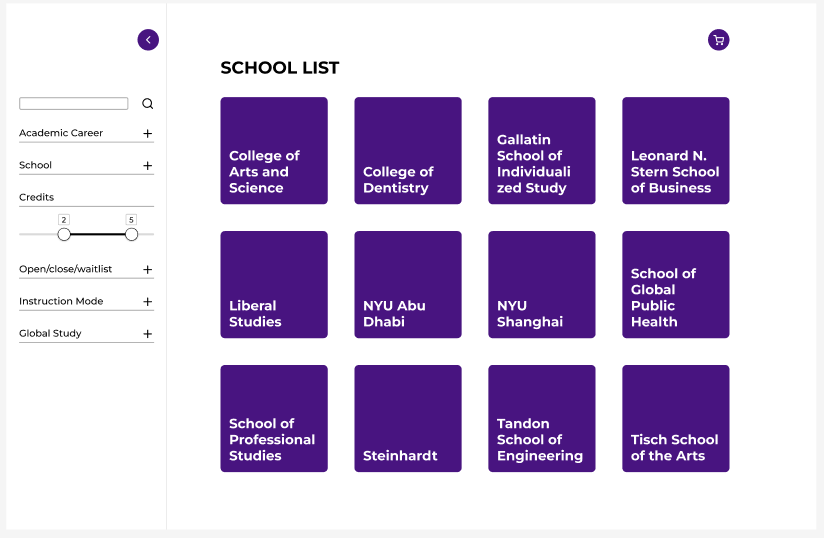 SCHOOL LIST
Academic Career
School
Credits
2 5
Open/close/waitlist
Instruction Mode
Global Study
College of
Arts and
Science
College of
Dentistry
Gallatin
School of
Individuali
zed Study
Leonard N.
Stern School
of Business
Liberal
Studies
NYU Abu
Dhabi
NYU
Shanghai
School of
Global
Public
Health
School of
Professional
Studies
Steinhardt
Tandon
School of
Engineering
Tisch School
of the Arts